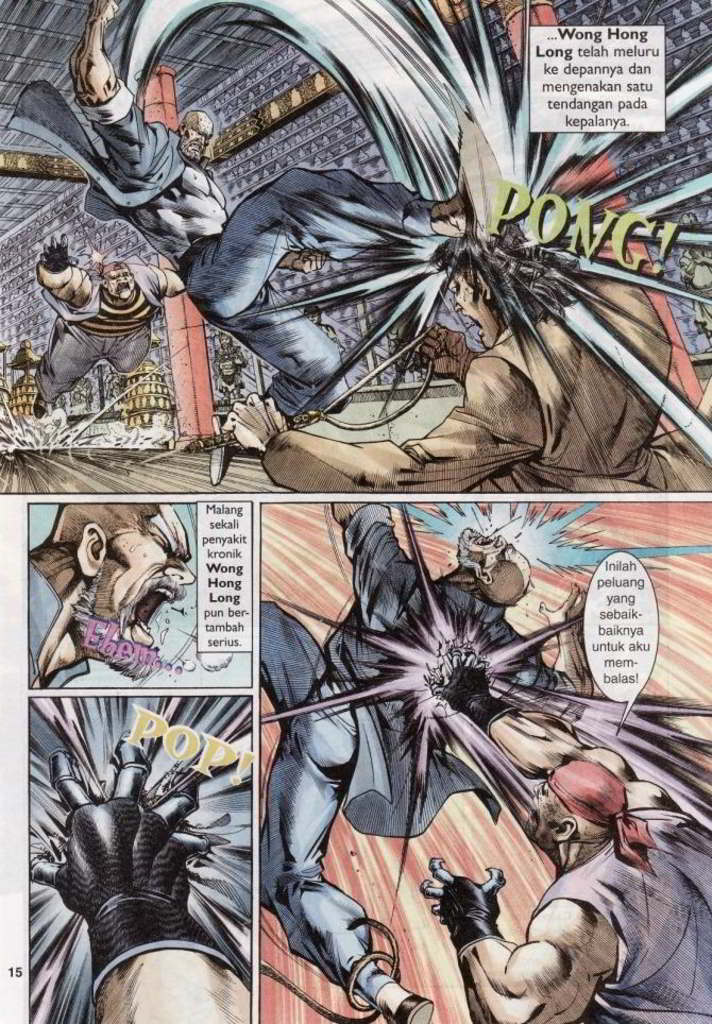 ...Wong Hong
Long telah meluru
ke depannya dan
mengenakan satu
tendangan pada
kepalanya.
PONG!
Malang
sekali
penyakit
kronik
Wong
Hong
Long
pun ber-
tambah
serius.
Ehem...
Inilah
peluang
yang
sebaik-
baiknya
untuk aku
mem-
balas!
POP!
15